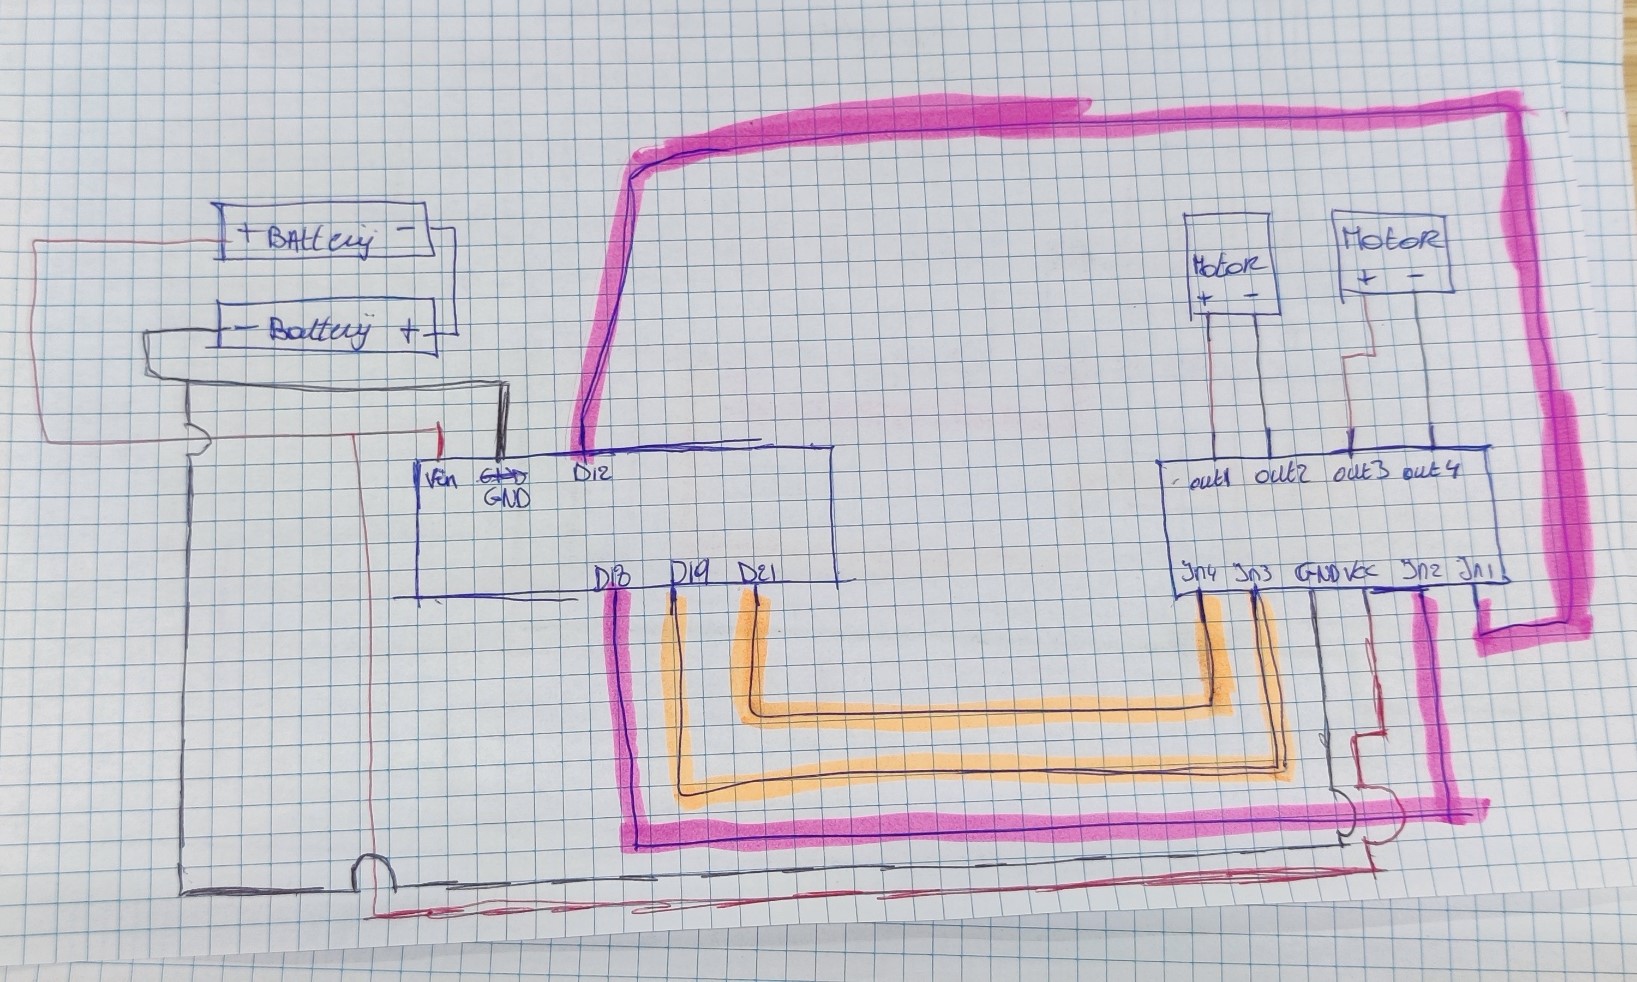 + BAttery -
- Battery +
Motor
+ -
Motor
+ -
Vin GND D12
GND
out1 out2 out3 out4
D18 D19 D21
In4 In3 GND Vcc In2 In1